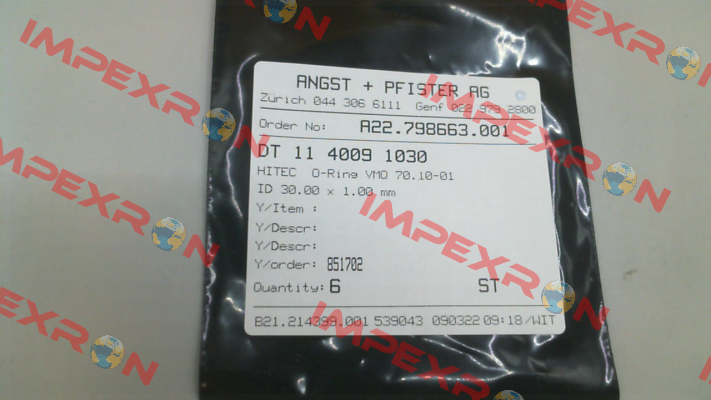 ANGST + PFISTER AG
Zürich 044 306 6111 Genf 022 979 2800
Order No: A22.798663.001
DT 11 4009 1030
HITEC O-Ring VMQ 70.10-01
ID 30.00 x 1.00 mm
Y/Item :
Y/Descr:
Y/Descr:
Y/order: 851702
Quantity: 6 ST
B21.214399.001 539043 090322 09:18 /WIT
IMPEXRON
IMPEXRON
IMPEXRON
IMPEXRON
IMPEXRON
IMPEXRON